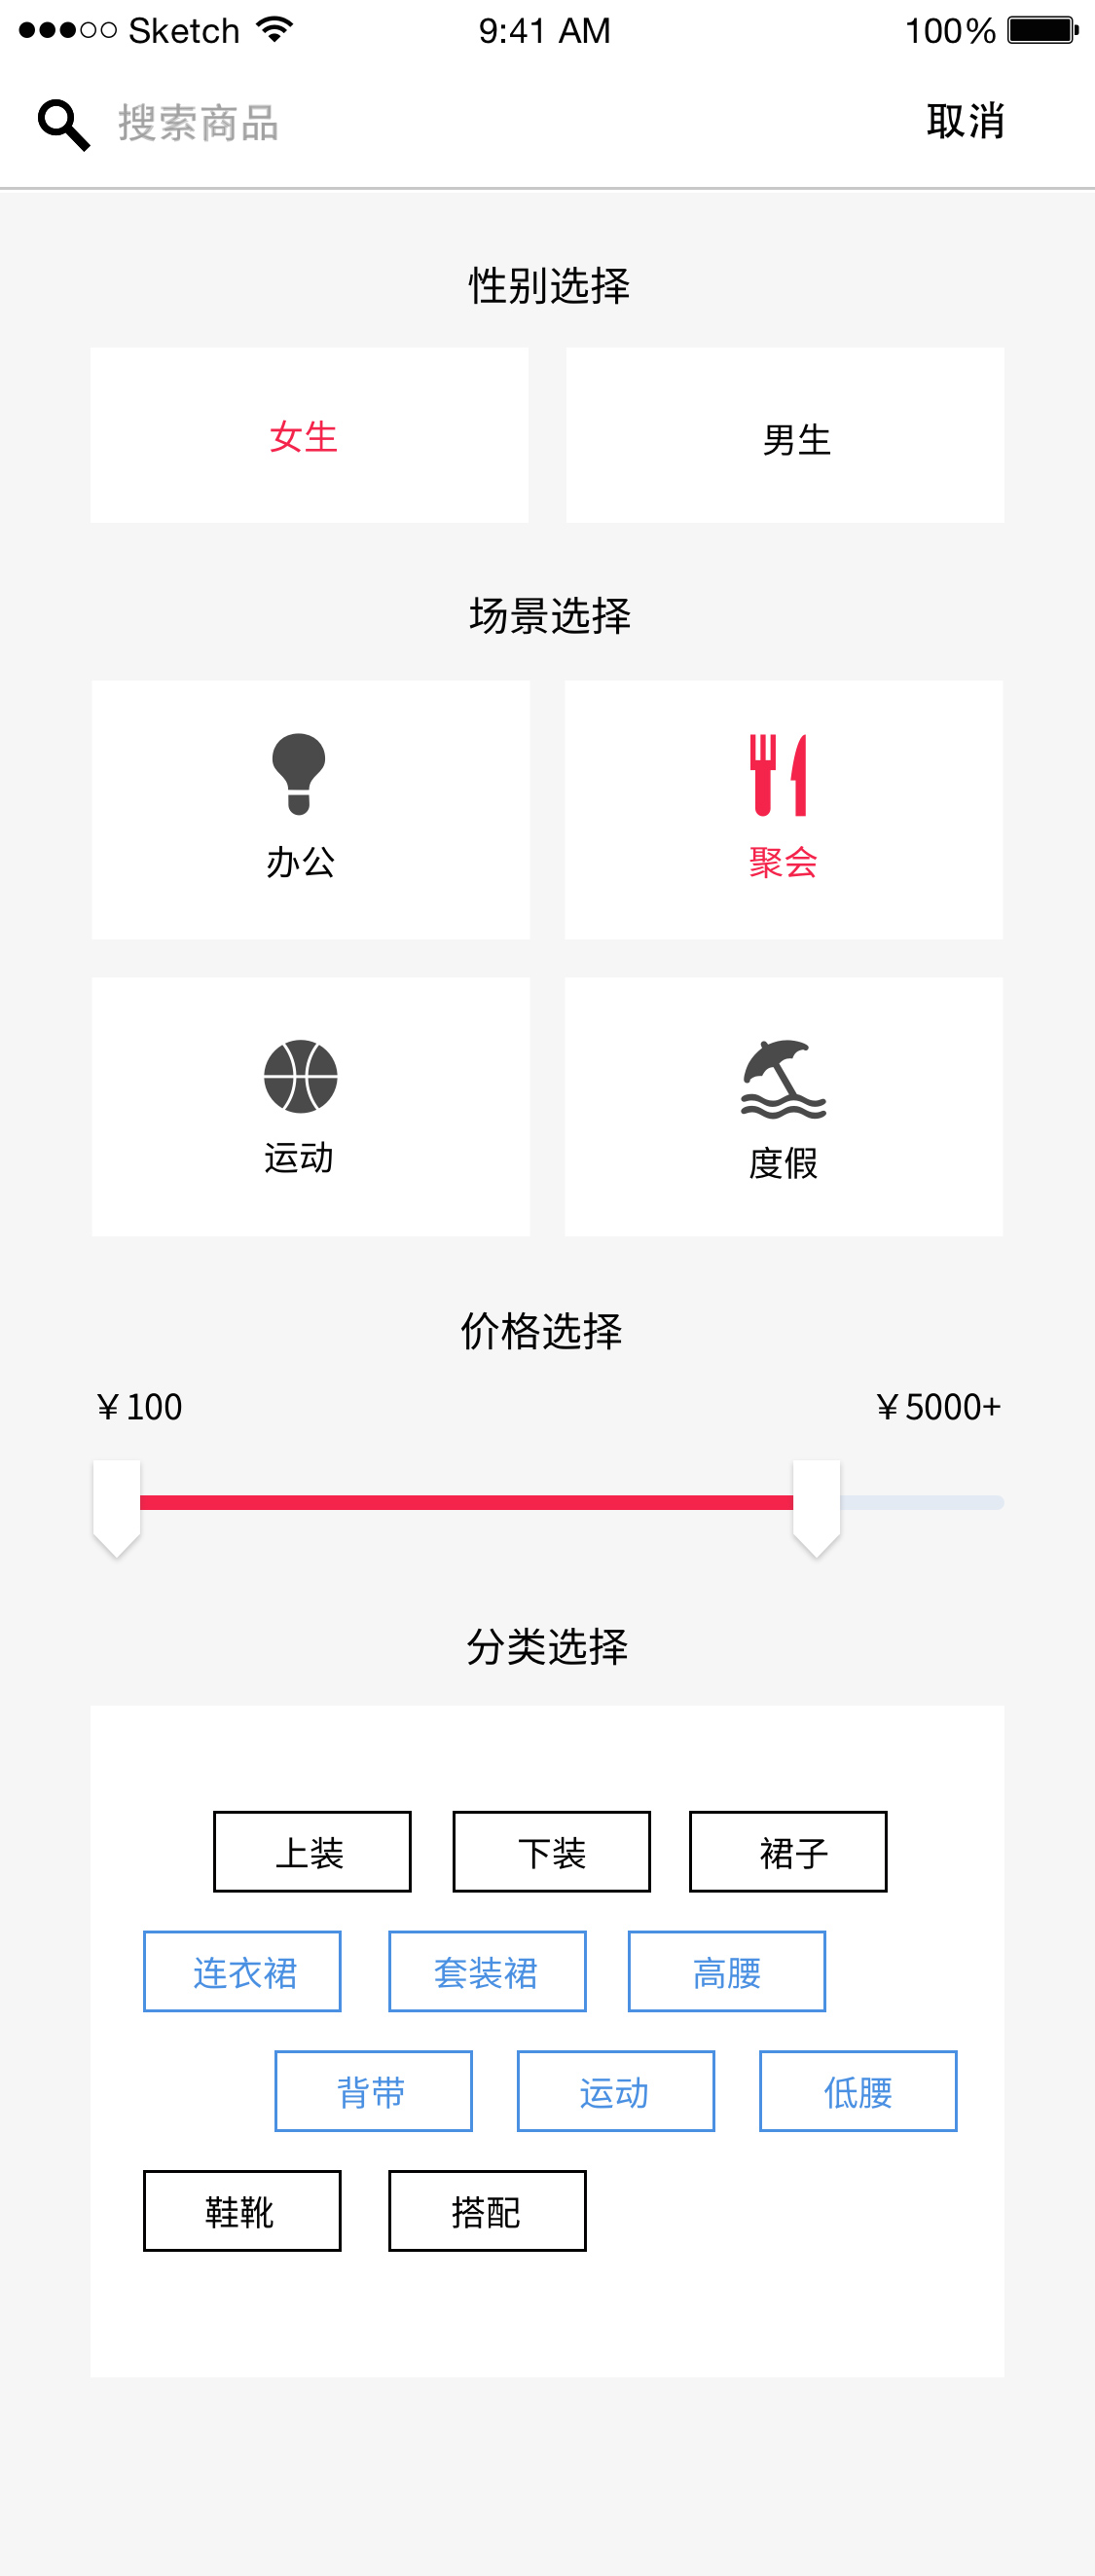 Sketch 9:41 AM 100%
搜索商品 取消
性别选择
女生 男生
场景选择
办公 聚会
运动 度假
价格选择
￥100 ￥5000+
分类选择
上装 下装 裙子
连衣裙 套装裙 高腰
背带 运动 低腰
鞋靴 搭配